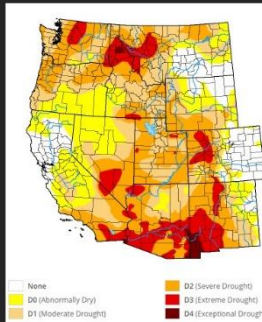 None
D0 (Abnormally Dry)
D1 (Moderate Drought)
D2 (Severe Drought)
D3 (Extreme Drought)
D4 (Exceptional Drough